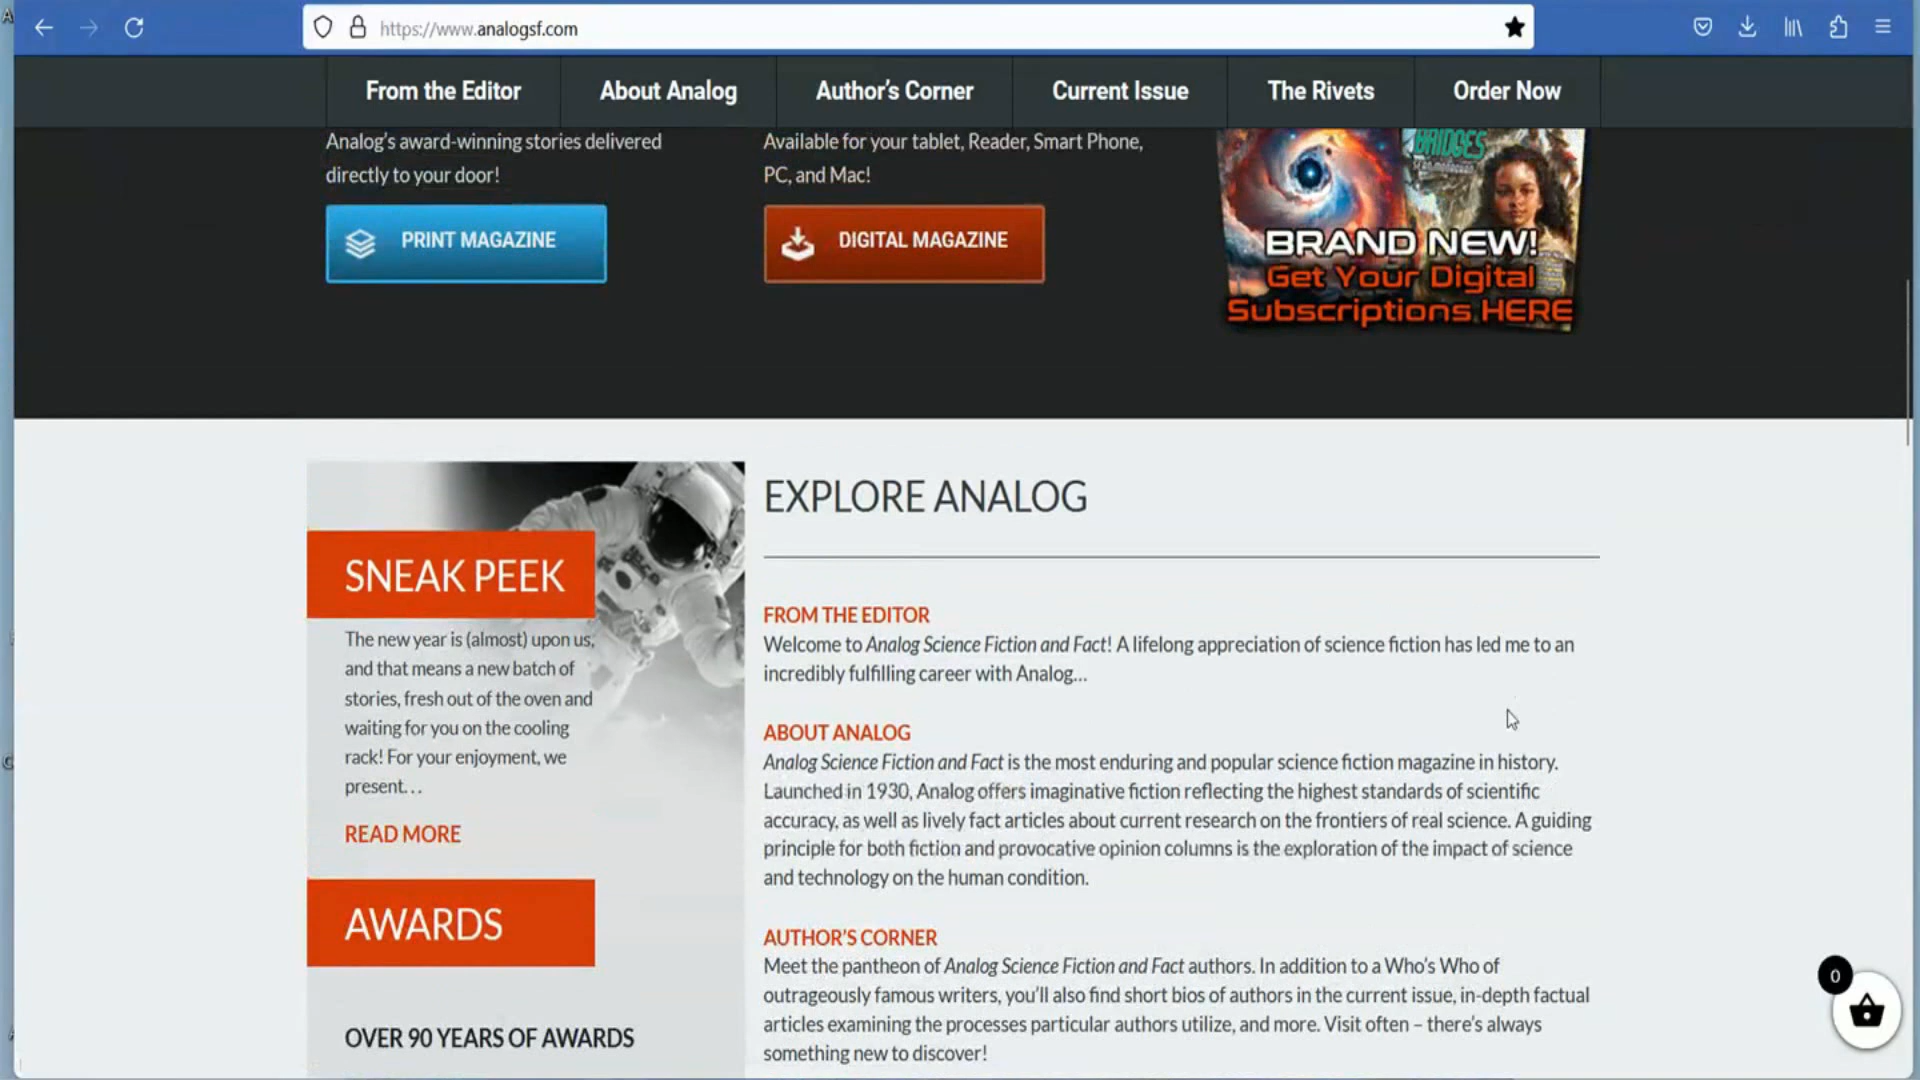 https://www.analogsf.com
From the Editor
About Analog
Author's Corner
Current Issue
The Rivets
Order Now
Analog's award-winning stories delivered
directly to your door!
PRINT MAGAZINE
Available for your tablet, Reader, Smart Phone,
PC, and Mac!
DIGITAL MAGAZINE
BRIDGES
BRAND NEW!
Get Your Digital
Subscriptions HERE
SNEAK PEEK
The new year is (almost) upon us,
and that means a new batch of
stories, fresh out of the oven and
waiting for you on the cooling
rack! For your enjoyment, we
present. . .
READ MORE
AWARDS
OVER 90 YEARS OF AWARDS
EXPLORE ANALOG
FROM THE EDITOR
Welcome to Analog Science Fiction and Fact! A lifelong appreciation of science fiction has led me to an
incredibly fulfilling career with Analog...
ABOUT ANALOG
Analog Science Fiction and Fact is the most enduring and popular science fiction magazine in history.
Launched in 1930, Analog offers imaginative fiction reflecting the highest standards of scientific
accuracy, as well as lively fact articles about current research on the frontiers of real science. A guiding
principle for both fiction and provocative opinion columns is the exploration of the impact of science
and technology on the human condition.
AUTHOR'S CORNER
Meet the pantheon of Analog Science Fiction and Fact authors. In addition to a Who's Who of
outrageously famous writers, you'll also find short bios of authors in the current issue, in-depth factual
articles examining the processes particular authors utilize, and more. Visit often – there's always
something new to discover!
0